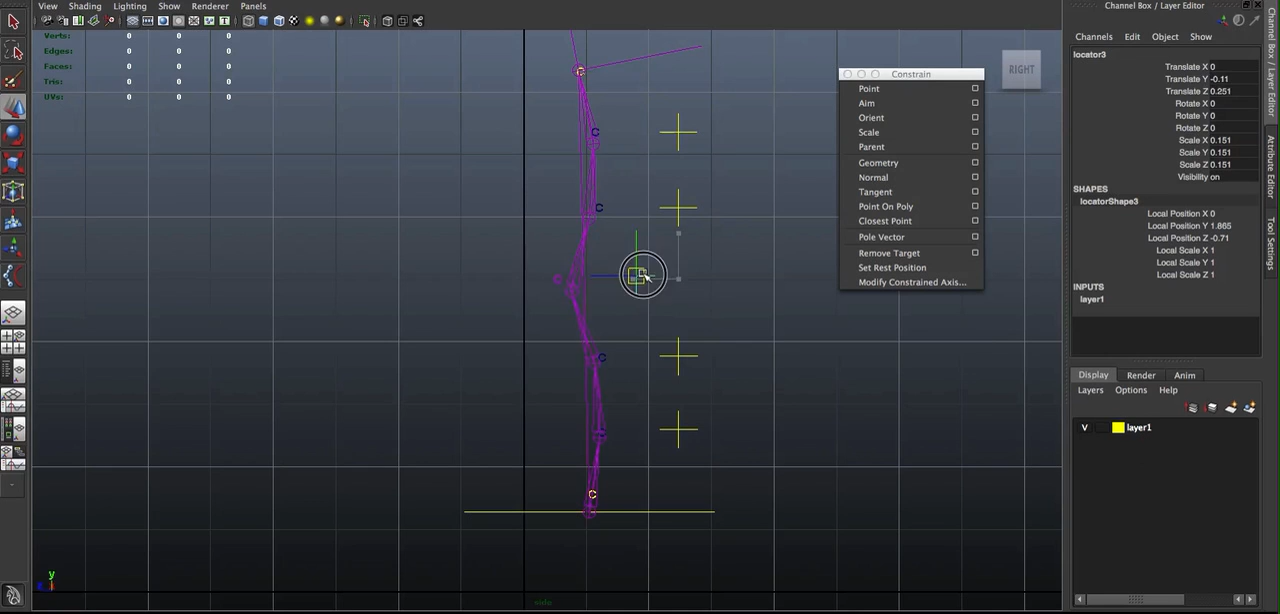 View Shading Lighting Show Renderer Panels
Channel Box / Layer Editor
Verts: 0 0 0
Edges: 0 0 0
Faces: 0 0 0
Tris: 0 0 0
UVs: 0 0 0
RIGHT
Constrain
Point
Aim
Orient
Scale
Parent
Geometry
Normal
Tangent
Point On Poly
Closest Point
Pole Vector
Remove Target
Set Rest Position
Modify Constrained Axis...
Channels Edit Object Show
locator3
Translate X 0
Translate Y -0.11
Translate Z 0.251
Rotate X 0
Rotate Y 0
Rotate Z 0
Scale X 0.151
Scale Y 0.151
Scale Z 0.151
Visibility on
SHAPES
locatorShape3
Local Position X 0
Local Position Y 1.865
Local Position Z -0.71
Local Scale X 1
Local Scale Y 1
Local Scale Z 1
INPUTS
layer1
Display Render Anim
Layers Options Help
V layer1
Channel Box / Layer Editor
Attribute Editor
Tool Settings
C
C
C
C
C
C
y